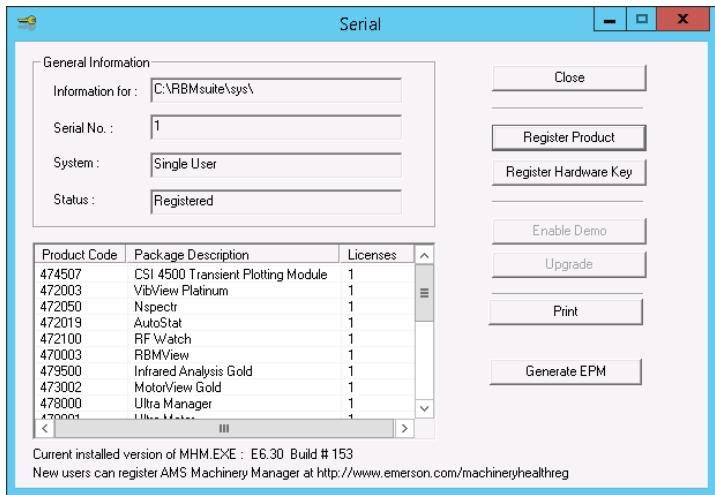 Serial
General Information
Information for : C:\RBMsuite\sys\
Serial No. : 1
System : Single User
Status : Registered
Close
Register Product
Register Hardware Key
Enable Demo
Upgrade
Print
Generate EPM
Product Code Package Description Licenses
474507 CSI 4500 Transient Plotting Module 1
472003 VibView Platinum 1
472050 Nspectr 1
472019 AutoStat 1
472100 RF Watch 1
470003 RBMView 1
479500 Infrared Analysis Gold 1
473002 MotorView Gold 1
478000 Ultra Manager 1
Current installed version of MHM.EXE : E6.30 Build # 153
New users can register AMS Machinery Manager at http://www.emerson.com/machineryhealthreg